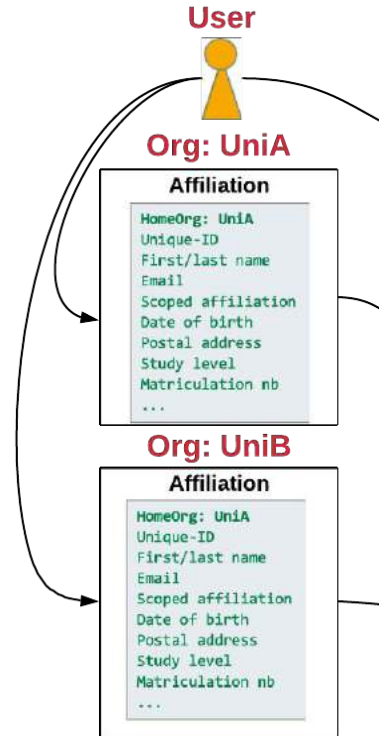 User
Org: UniA
Affiliation
HomeOrg: UniA
Unique-ID
First/last name
Email
Scoped affiliation
Date of birth
Postal address
Study level
Matriculation nb
...
Org: UniB
Affiliation
HomeOrg: UniA
Unique-ID
First/last name
Email
Scoped affiliation
Date of birth
Postal address
Study level
Matriculation nb
...